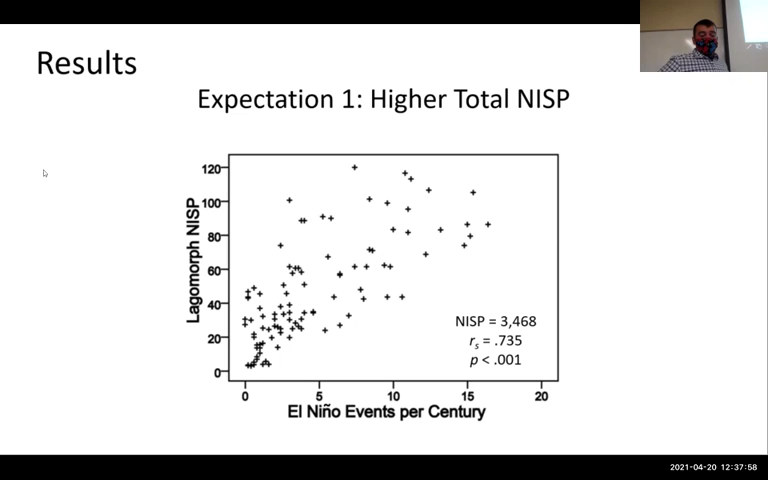 Results
Expectation 1: Higher Total NISP
120
100
80
60
40
20
0
Lagomorph NISP
NISP = 3,468
rs = .735
p < .001
0 5 10 15 20
El Niño Events per Century
2021-04-20 12:37:58